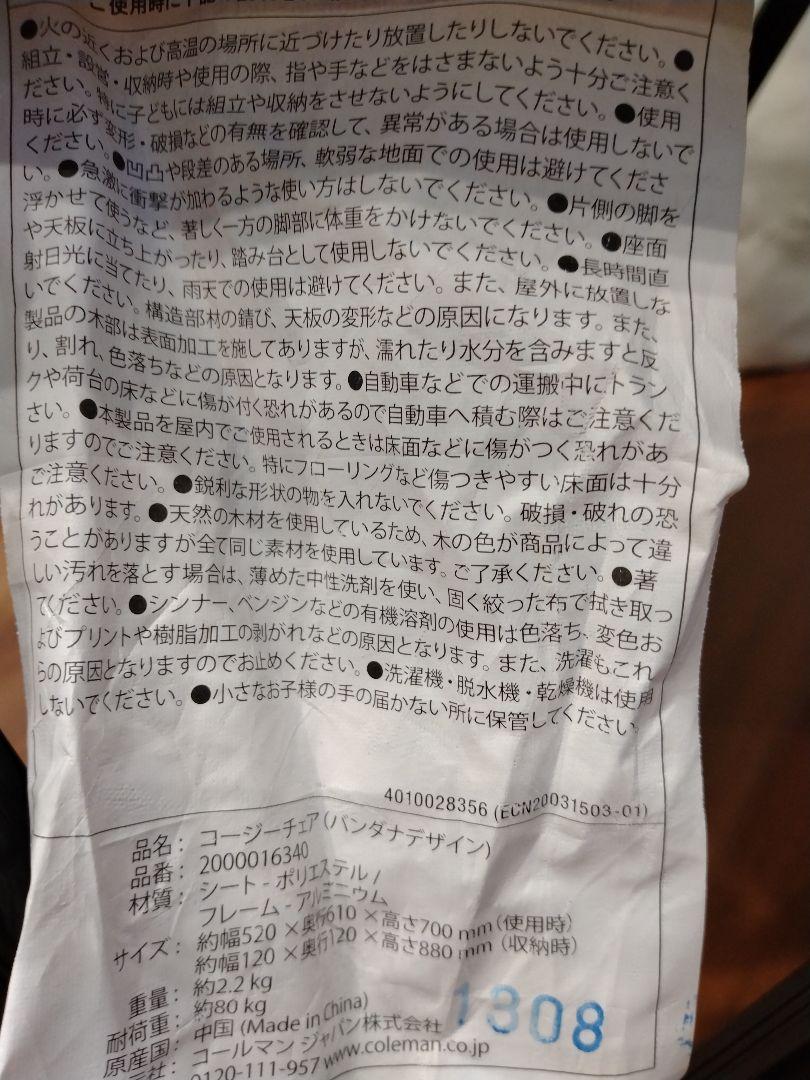 ご使用時に下記の
●火の近くおよび高温の場所に近づけたり放置したりしないでください。●
組立・設営・収納時や使用の際、指や手などをはさまないよう十分ご注意く
ださい。特に子どもには組立や収納をさせないようにしてください。●使用
時に必ず変形・破損などの有無を確認して、異常がある場合は使用しないで
ください。●凹凸や段差のある場所、軟弱な地面での使用は避けてくださ
い。●急激に衝撃が加わるような使い方はしないでください。●片側の脚を
浮かせて使うなど、著しく一方の脚部に体重をかけないでください。●座面
や天板に立ち上がったり、踏み台として使用しないでください。●長時間直
射日光に当てたり、雨天での使用は避けてください。また、屋外に放置しな
いでください。構造部材の錆び、天板の変形などの原因になります。また、
製品の木部は表面加工を施してありますが、濡れたり水分を含みますと反
り、割れ、色落ちなどの原因となります。●自動車などでの運搬中にトラン
クや荷台の床などに傷が付く恐れがあるので自動車へ積む際はご注意くだ
さい。●本製品を屋内でご使用されるときは床面などに傷がつく恐れがあ
りますのでご注意ください。特にフローリングなど傷つきやすい床面は十分
ご注意ください。●鋭利な形状の物を入れないでください。破損・破れの恐
れがあります。●天然の木材を使用しているため、木の色が商品によって違
うことがありますが全て同じ素材を使用しています。ご了承ください。●著
しい汚れを落とす場合は、薄めた中性洗剤を使い、固く絞った布で拭き取っ
てください。●シンナー、ベンジンなどの有機溶剤の使用は色落ち、変色お
よびプリントや樹脂加工の剥がれなどの原因となります。また、洗濯もこれ
らの原因となりますのでお止めください。●洗濯機・脱水機・乾燥機は使用
しないでください。●小さなお子様の手の届かない所に保管してください。
4010028356 (ECN20031503-01)
品名： コージーチェア(バンダナデザイン)
品番： 2000016340
材質： シート - ポリエステル /
フレーム - アルミニウム
サイズ： 約幅520 × 奥行610 × 高さ700 mm (使用時)
約幅120 × 奥行120 × 高さ880 mm (収納時)
重量： 約2.2 kg
耐荷重： 約80 kg
原産国： 中国 (Made in China)
社： コールマン ジャパン株式会社
0120-111-957 www.coleman.co.jp
1308